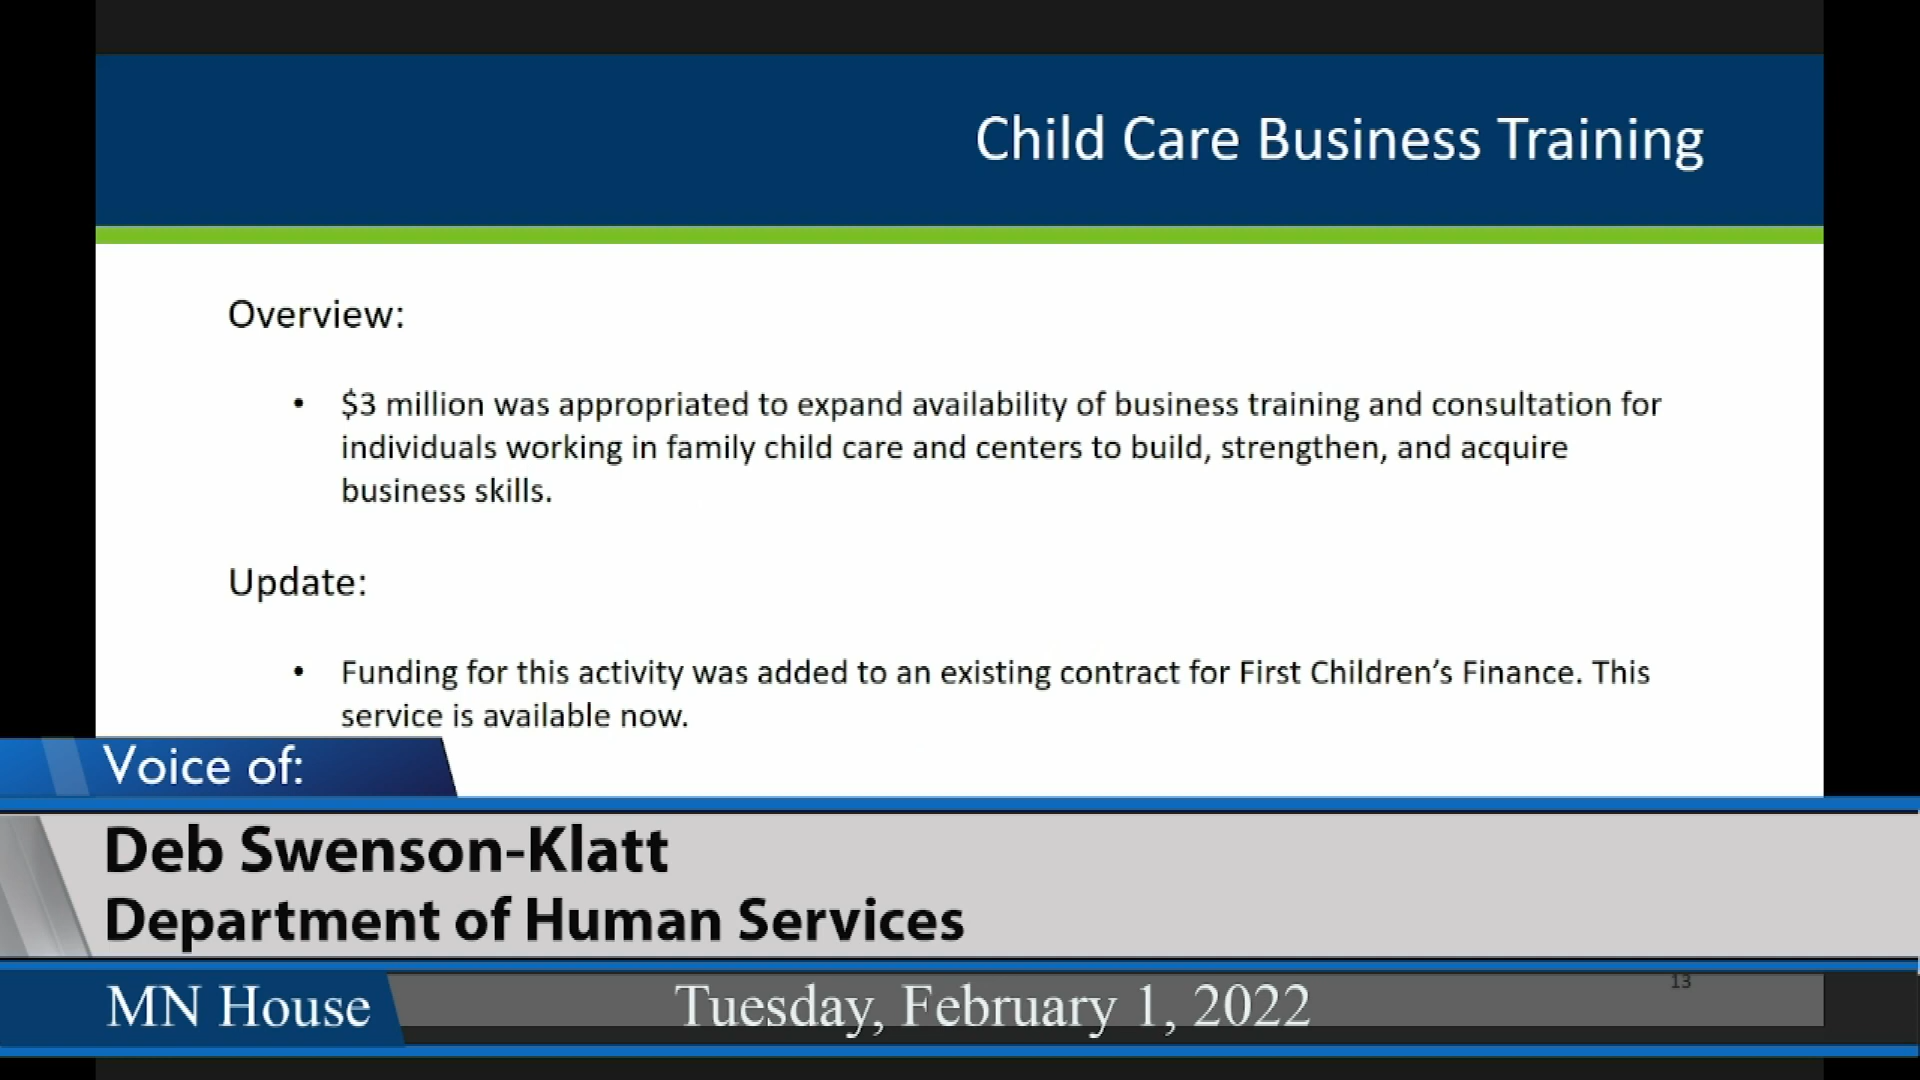 Child Care Business Training
Overview:
• $3 million was appropriated to expand availability of business training and consultation for
individuals working in family child care and centers to build, strengthen, and acquire
business skills.
Update:
• Funding for this activity was added to an existing contract for First Children’s Finance. This
service is available now.
Voice of:
Deb Swenson-Klatt
Department of Human Services
13
MN House
Tuesday, February 1, 2022